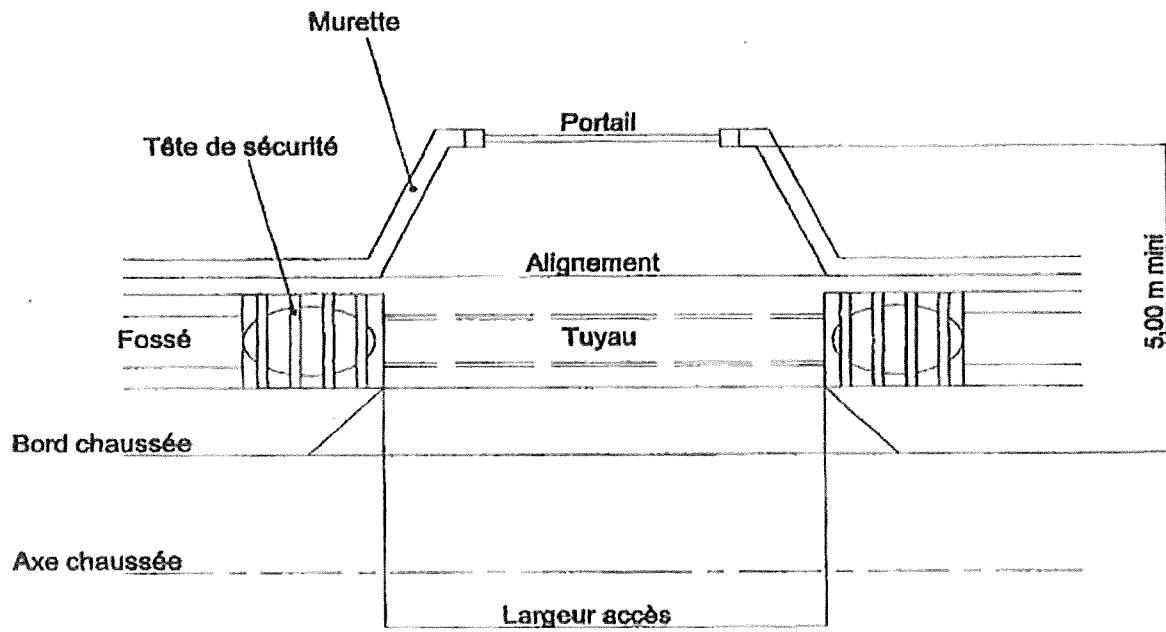 Murette
Portail
Tête de sécurité
Alignement
5,00 m mini
Fossé
Tuyau
Bord chaussée
Axe chaussée
Largeur accès